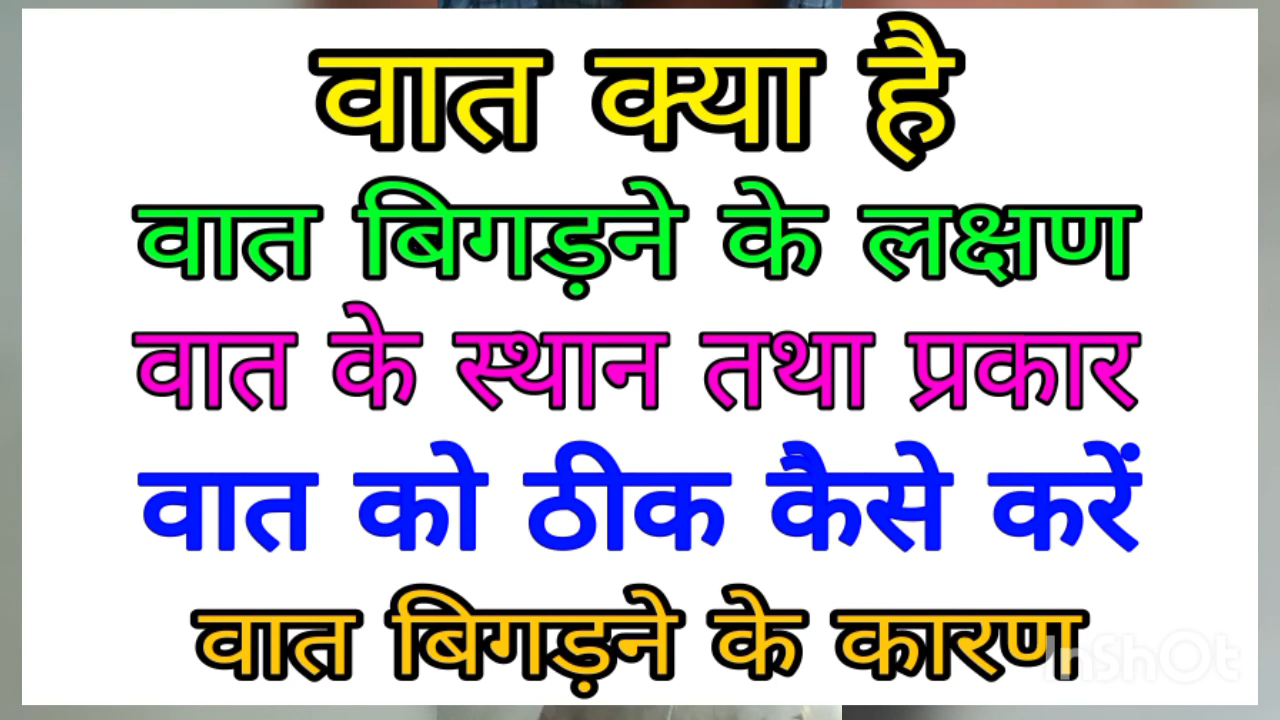 वात क्या है
वात बिगड़ने के लक्षण
वात के स्थान तथा प्रकार
वात को ठीक कैसे करें
वात बिगड़ने के कारण
InShOt